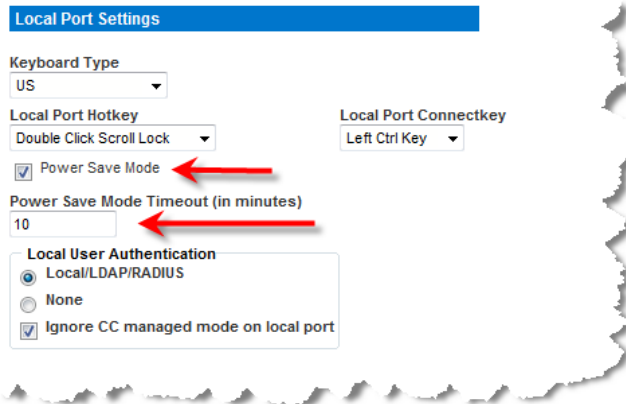 Local Port Settings
Keyboard Type
US
Local Port Hotkey
Local Port Connectkey
Double Click Scroll Lock
Left Ctrl Key
Power Save Mode
Power Save Mode Timeout (in minutes)
10
Local User Authentication
Local/LDAP/RADIUS
None
Ignore CC managed mode on local port